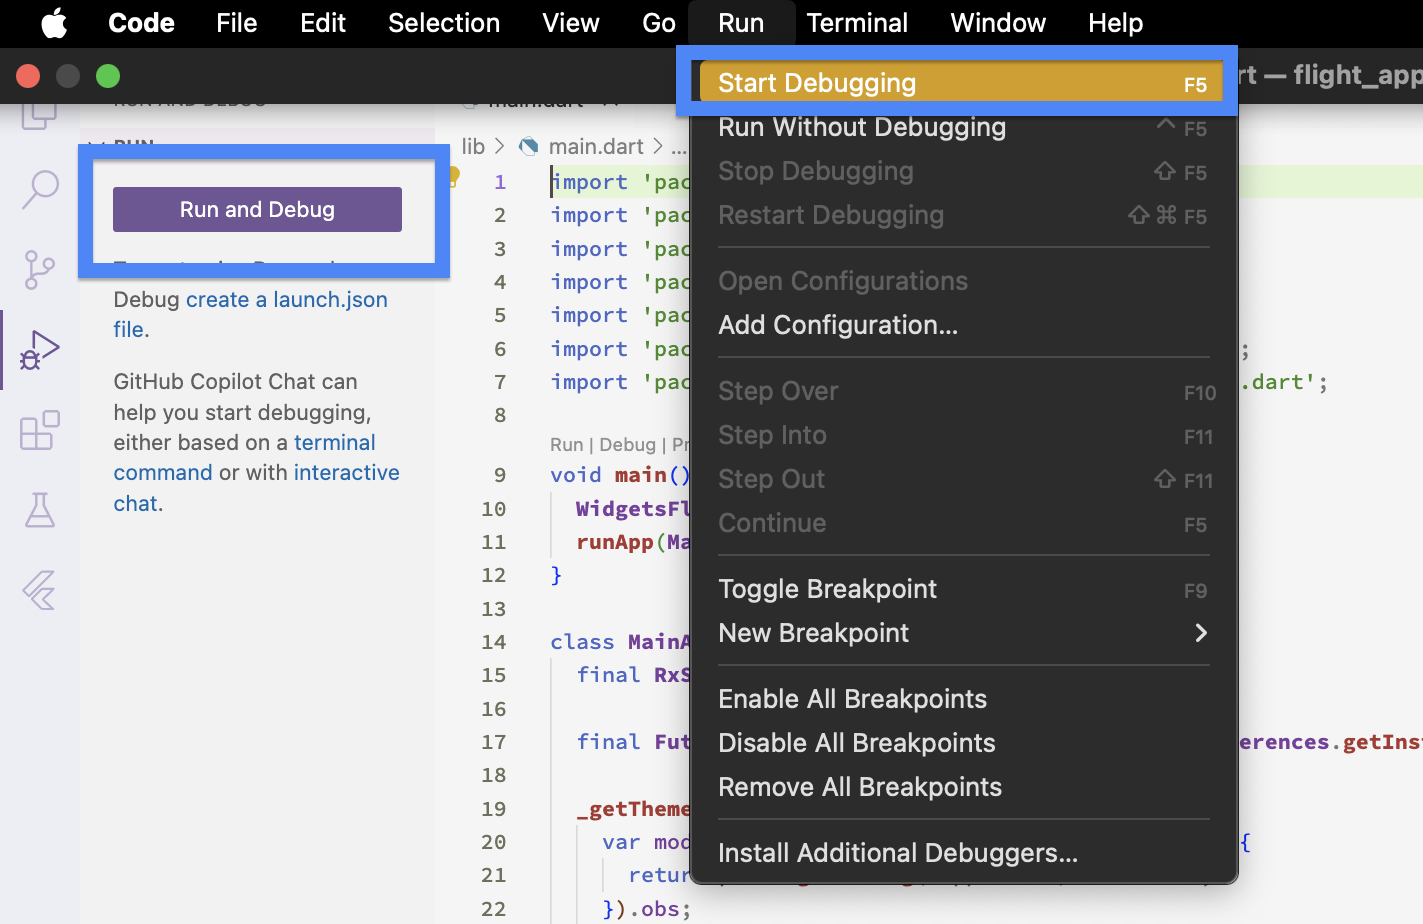 Code File Edit Selection View Go Run Terminal Window Help
rt — flight_app
RUN AND DEBUG
main.dart
RUN
Run and Debug
Debug create a launch.json
file.
GitHub Copilot Chat can
help you start debugging,
either based on a terminal
command or with interactive
chat.
lib > main.dart > ...
1 import 'pac
2 import 'pac
3 import 'pac
4 import 'pac
5 import 'pac
6 import 'pac ;
7 import 'pac .dart';
8
Run | Debug | Pr
9 void main()
10 WidgetsFl
11 runApp(Ma
12 }
13
14 class MainA
15 final RxS
16
17 final Fut erences.getInst
18
19 _getTheme
20 var mod {
21 retur
22 }).obs;
Start Debugging F5
Run Without Debugging ⌃ F5
Stop Debugging ⇧ F5
Restart Debugging ⇧ ⌘ F5
Open Configurations
Add Configuration...
Step Over F10
Step Into F11
Step Out ⇧ F11
Continue F5
Toggle Breakpoint F9
New Breakpoint >
Enable All Breakpoints
Disable All Breakpoints
Remove All Breakpoints
Install Additional Debuggers...